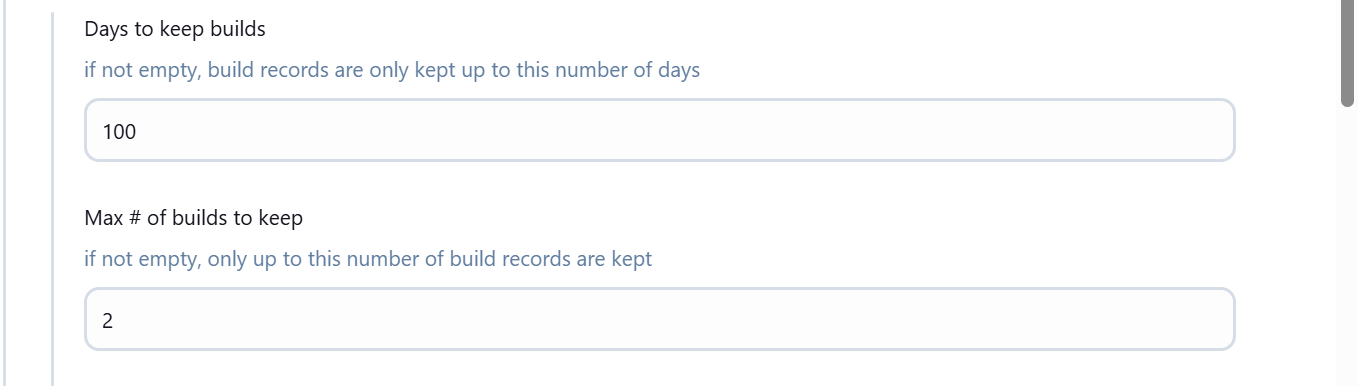 Days to keep builds
if not empty, build records are only kept up to this number of days
100
Max # of builds to keep
if not empty, only up to this number of build records are kept
2